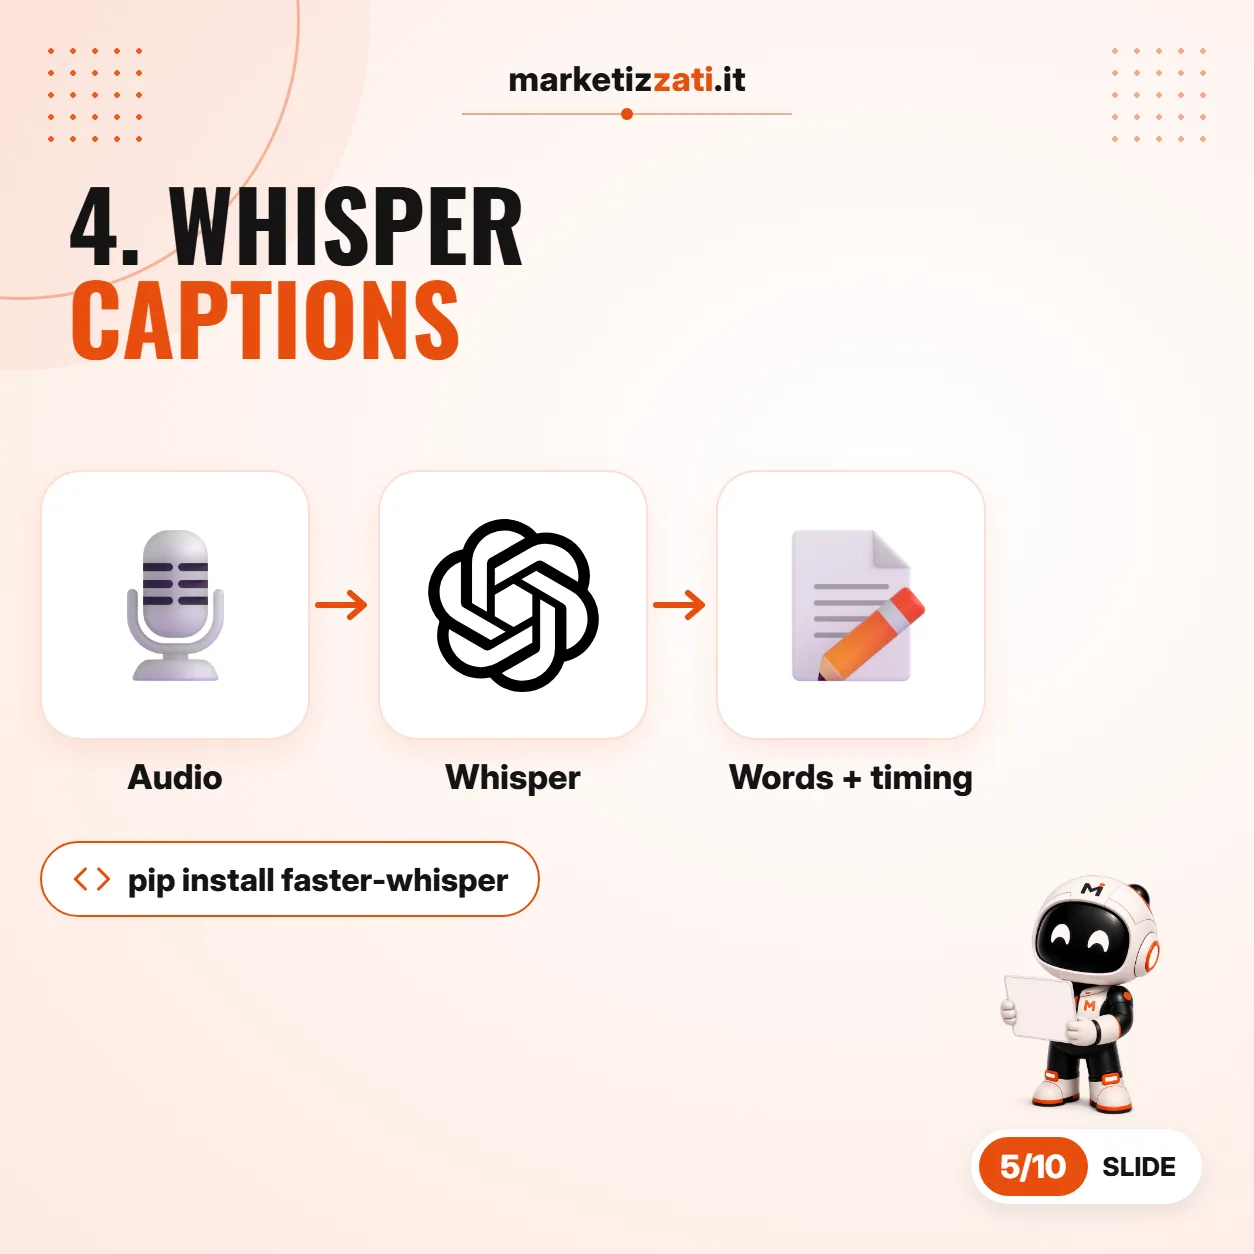 marketizzati.it
4. WHISPER
CAPTIONS
Audio
Whisper
Words + timing
<> pip install faster-whisper
M
M
5/10 SLIDE